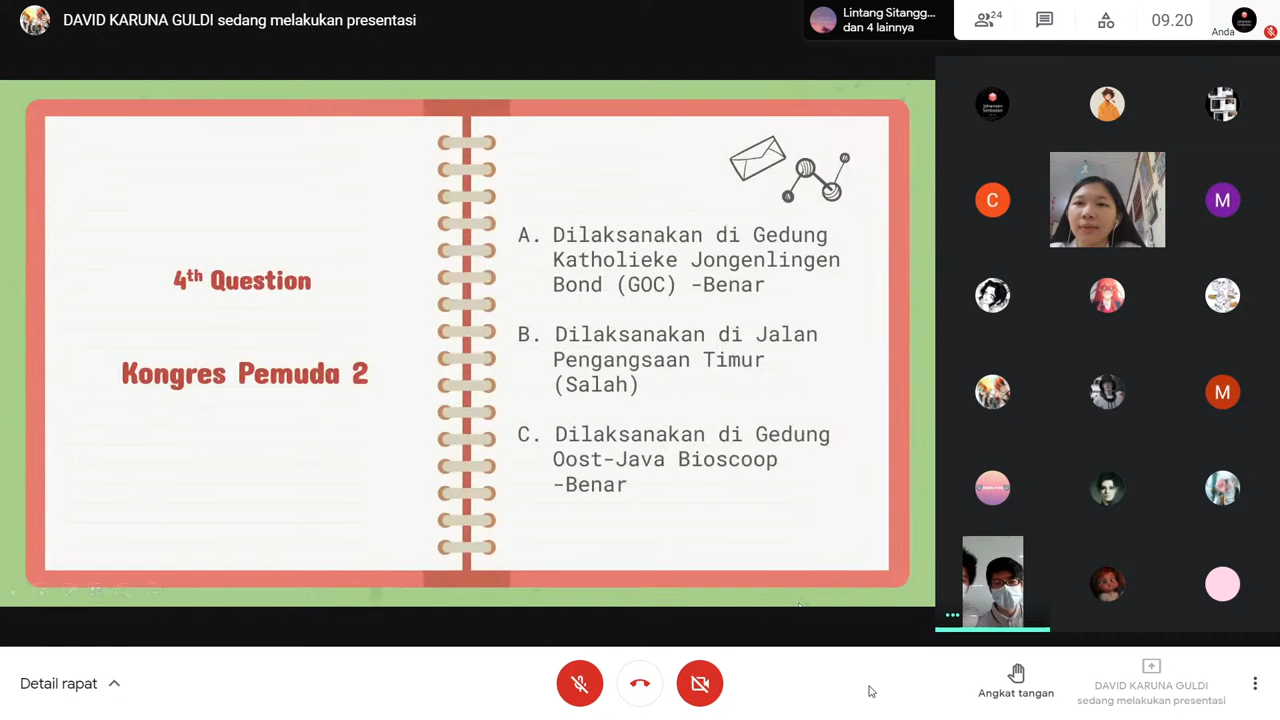 DAVID KARUNA GULDI sedang melakukan presentasi
Lintang Sitangg...
dan 4 lainnya
24
09.20
Anda
4th Question
Kongres Pemuda 2
A. Dilaksanakan di Gedung
Katholieke Jongenlingen
Bond (GOC) -Benar
B. Dilaksanakan di Jalan
Pengangsaan Timur
(Salah)
C. Dilaksanakan di Gedung
Oost-Java Bioscoop
-Benar
C
M
M
Detail rapat
Angkat tangan
DAVID KARUNA GULDI
sedang melakukan presentasi